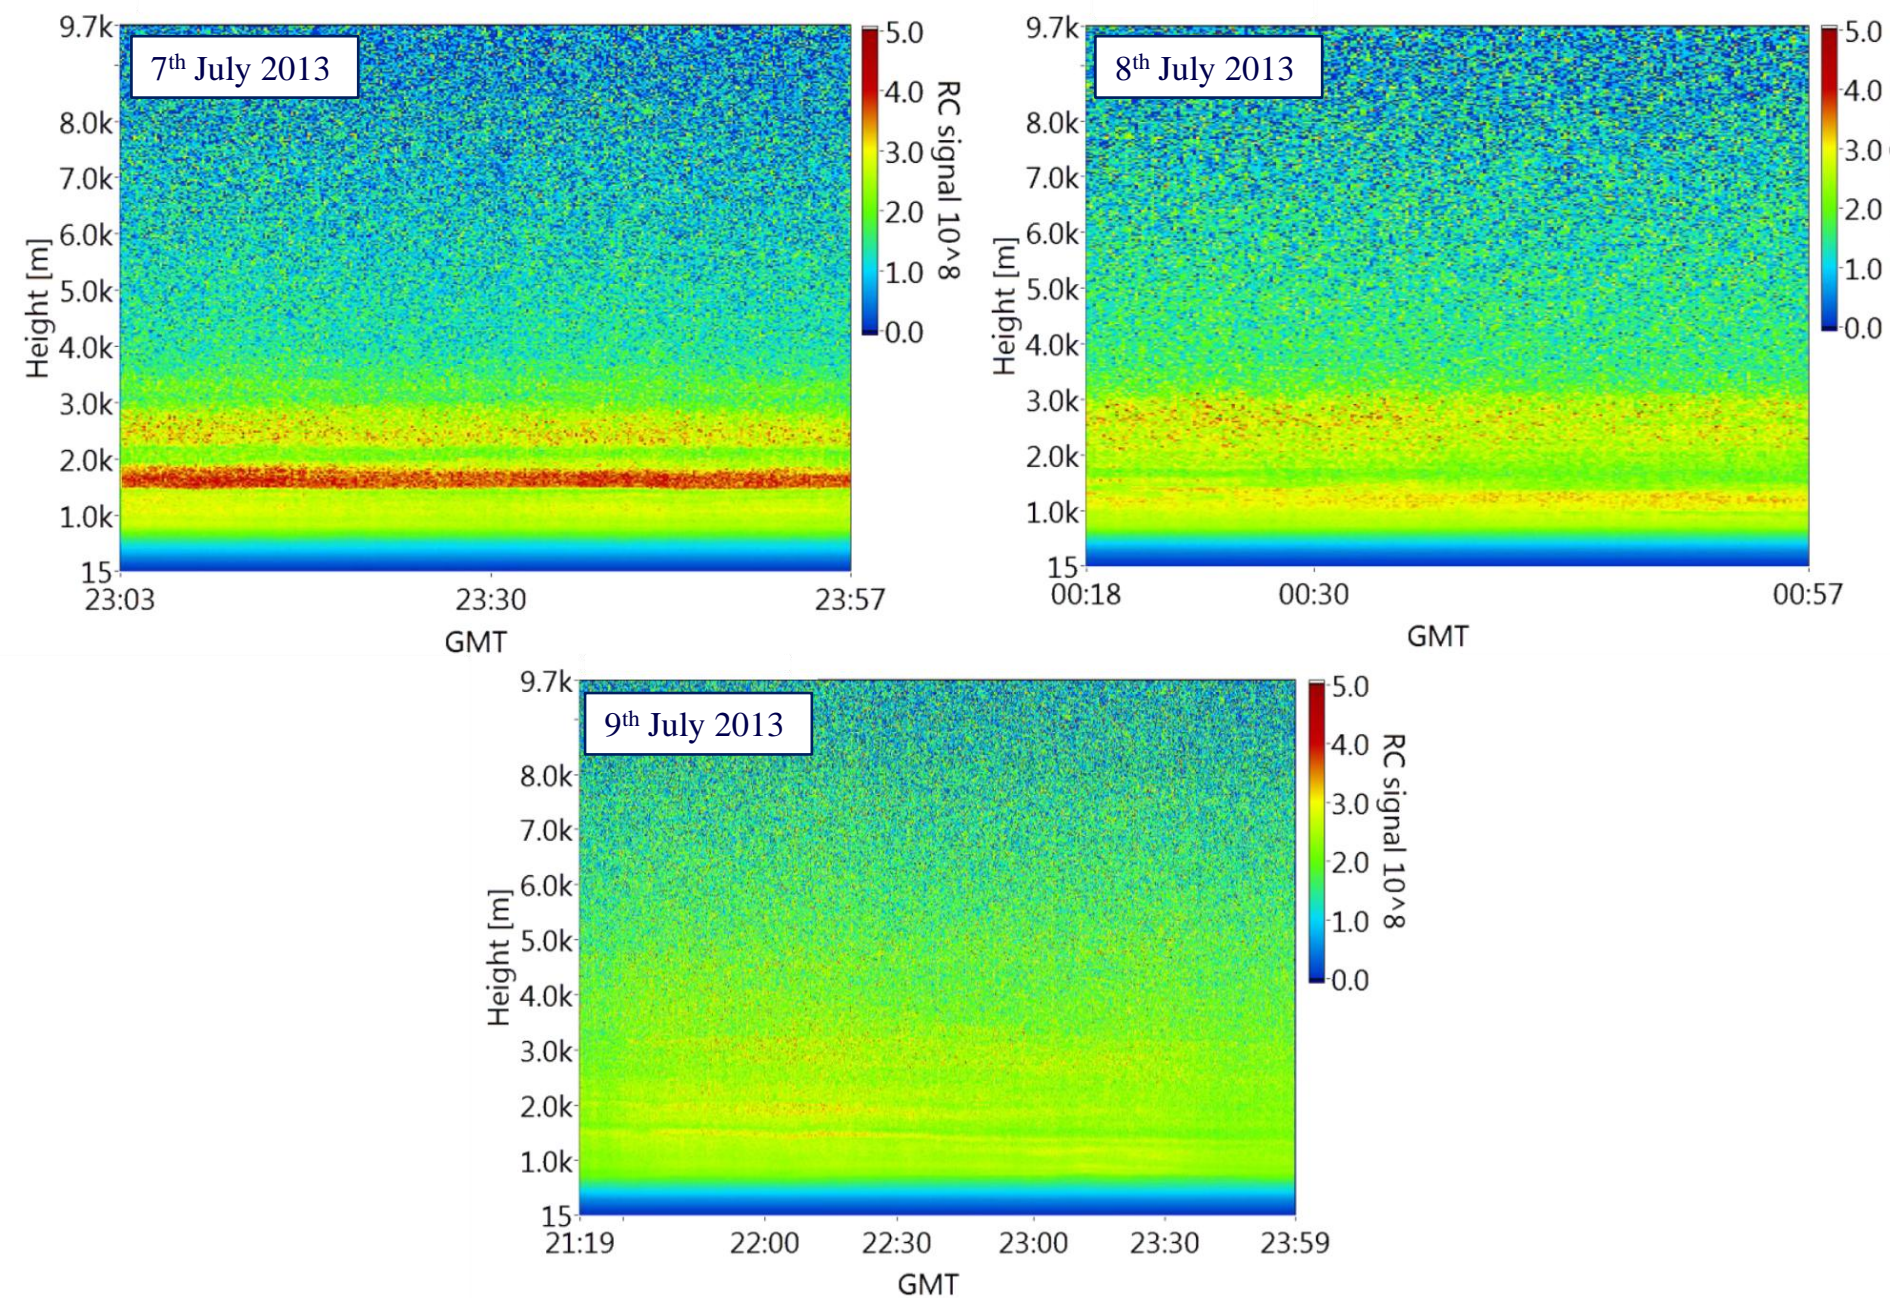 7th July 2013
9.7k
8.0k
7.0k
6.0k
5.0k
4.0k
3.0k
2.0k
1.0k
15
Height [m]
23:03 23:30 23:57
GMT
5.0
4.0
3.0
2.0
1.0
0.0
RC signal 10^8
8th July 2013
9.7k
8.0k
7.0k
6.0k
5.0k
4.0k
3.0k
2.0k
1.0k
15
Height [m]
00:18 00:30 00:57
GMT
5.0
4.0
3.0
2.0
1.0
0.0
9th July 2013
9.7k
8.0k
7.0k
6.0k
5.0k
4.0k
3.0k
2.0k
1.0k
15
Height [m]
21:19 22:00 22:30 23:00 23:30 23:59
GMT
5.0
4.0
3.0
2.0
1.0
0.0
RC signal 10^8